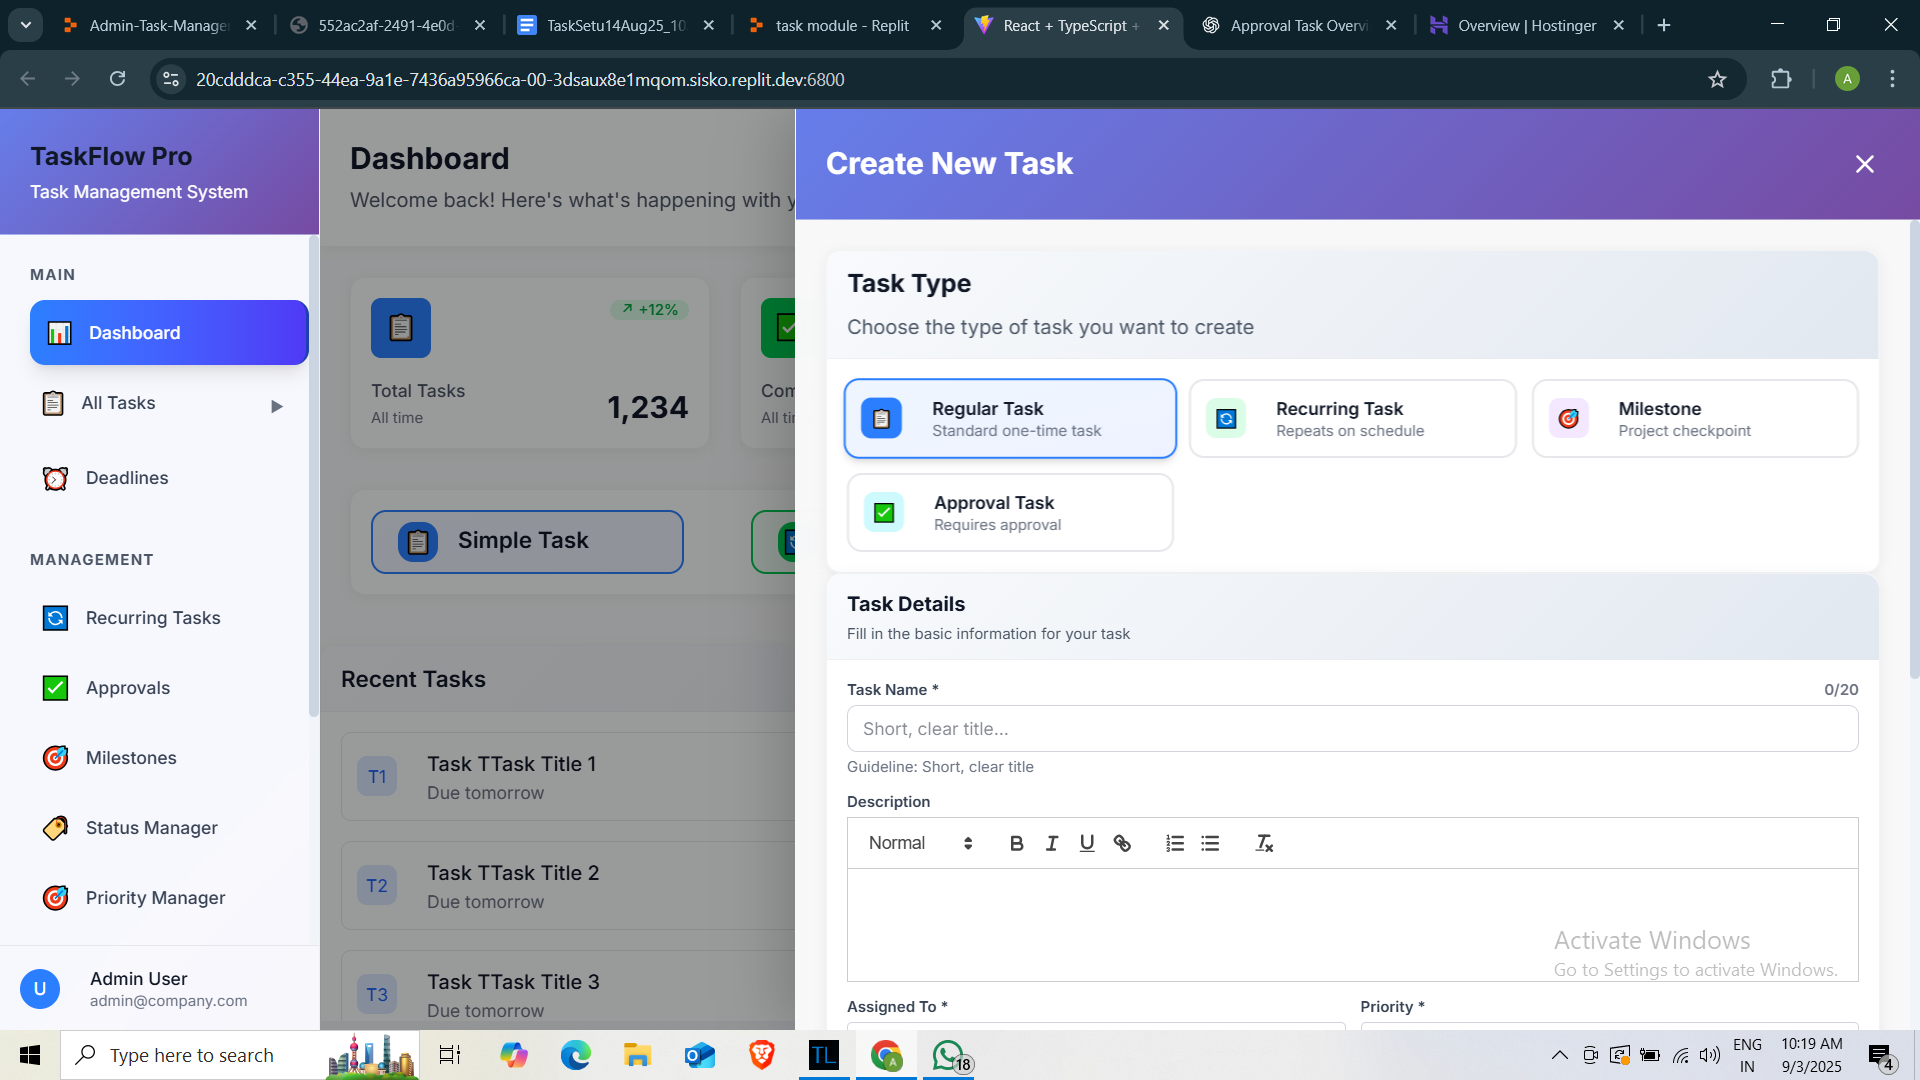 Admin-Task-Manage
552ac2af-2491-4e0d-
TaskSetu14Aug25_10
task module - Replit
React + TypeScript +
Approval Task Overvi
Overview | Hostinger
20cdddca-c355-44ea-9a1e-7436a95966ca-00-3dsaux8e1mqom.sisko.replit.dev:6800
A
TaskFlow Pro
Task Management System
MAIN
Dashboard
All Tasks
Deadlines
MANAGEMENT
Recurring Tasks
Approvals
Milestones
Status Manager
Priority Manager
U
Admin User
admin@company.com
Dashboard
Welcome back! Here's what's happening with y
+12%
Total Tasks
All time
1,234
Com
All tim
Simple Task
Recent Tasks
T1
Task TTask Title 1
Due tomorrow
T2
Task TTask Title 2
Due tomorrow
T3
Task TTask Title 3
Due tomorrow
Create New Task
Task Type
Choose the type of task you want to create
Regular Task
Standard one-time task
Recurring Task
Repeats on schedule
Milestone
Project checkpoint
Approval Task
Requires approval
Task Details
Fill in the basic information for your task
Task Name *
0/20
Short, clear title...
Guideline: Short, clear title
Description
Normal
Activate Windows
Go to Settings to activate Windows.
Assigned To *
Priority *
Type here to search
TL
A
18
ENG
IN
10:19 AM
9/3/2025
4